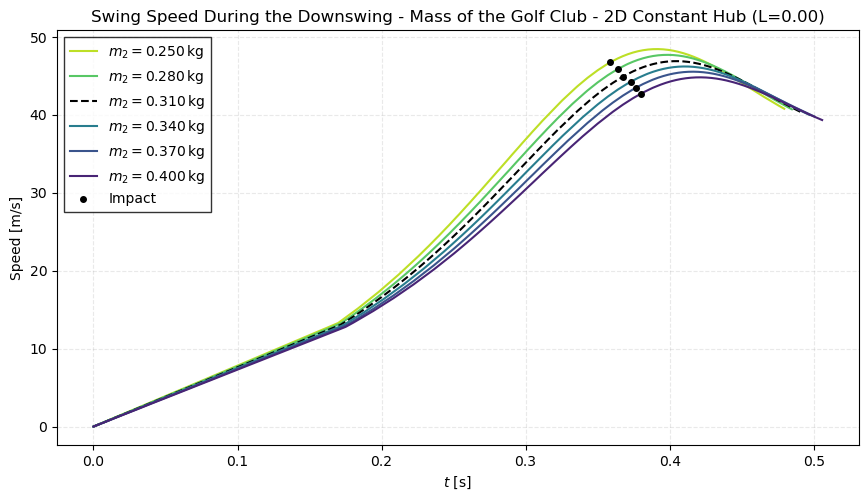 Swing Speed During the Downswing - Mass of the Golf Club - 2D Constant Hub (L=0.00)
50
40
30
20
10
0
Speed [m/s]
m₂ = 0.250 kg
m₂ = 0.280 kg
m₂ = 0.310 kg
m₂ = 0.340 kg
m₂ = 0.370 kg
m₂ = 0.400 kg
Impact
0.0 0.1 0.2 0.3 0.4 0.5
t [s]